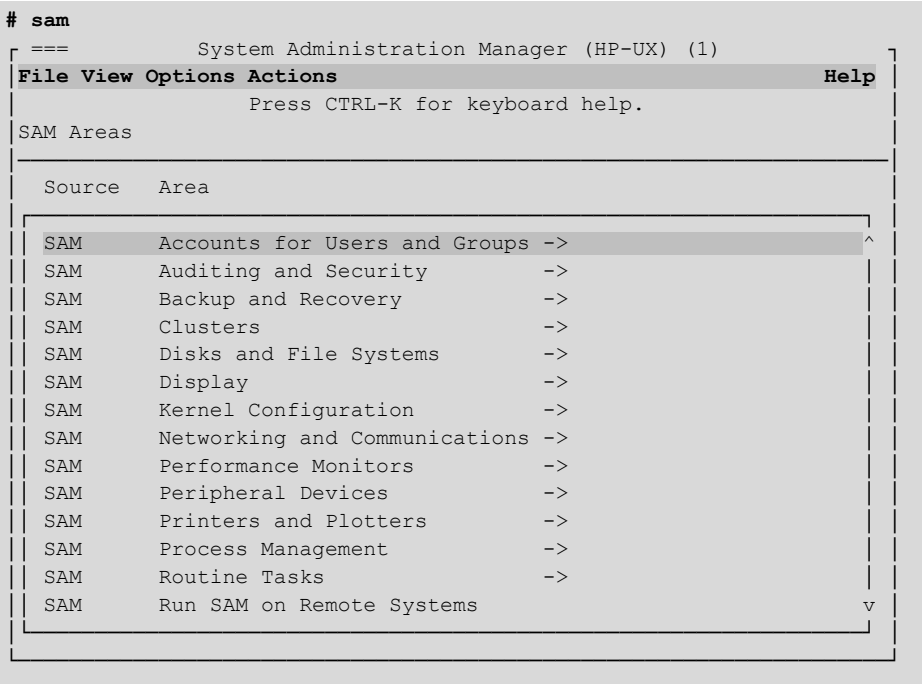 # sam
=== System Administration Manager (HP-UX) (1)
File View Options Actions Help
Press CTRL-K for keyboard help.
SAM Areas
Source Area
SAM Accounts for Users and Groups -> ^
SAM Auditing and Security ->
SAM Backup and Recovery ->
SAM Clusters ->
SAM Disks and File Systems ->
SAM Display ->
SAM Kernel Configuration ->
SAM Networking and Communications ->
SAM Performance Monitors ->
SAM Peripheral Devices ->
SAM Printers and Plotters ->
SAM Process Management ->
SAM Routine Tasks ->
SAM Run SAM on Remote Systems v